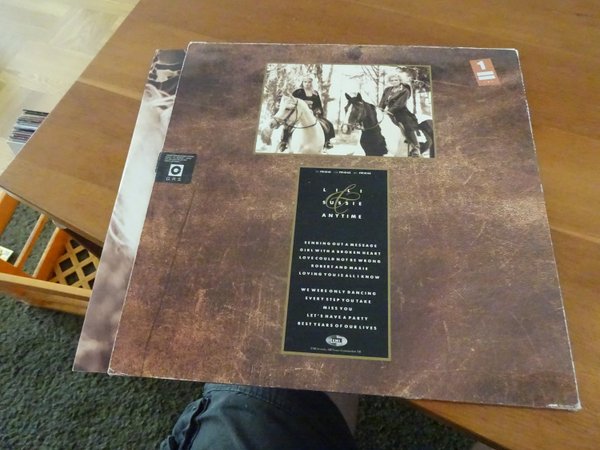 1
L I L I
&
SUSSIE
ANYTIME
SENDING OUT A MESSAGE
GIRL WITH A BROKEN HEART
LOVE COULD NOT BE WRONG
ROBERT AND MARIE
LOVING YOU IS ALL I KNOW
WE WERE ONLY DANCING
EVERY STEP YOU TAKE
MISS YOU
LET'S HAVE A PARTY
BEST YEARS OF OUR LIVES